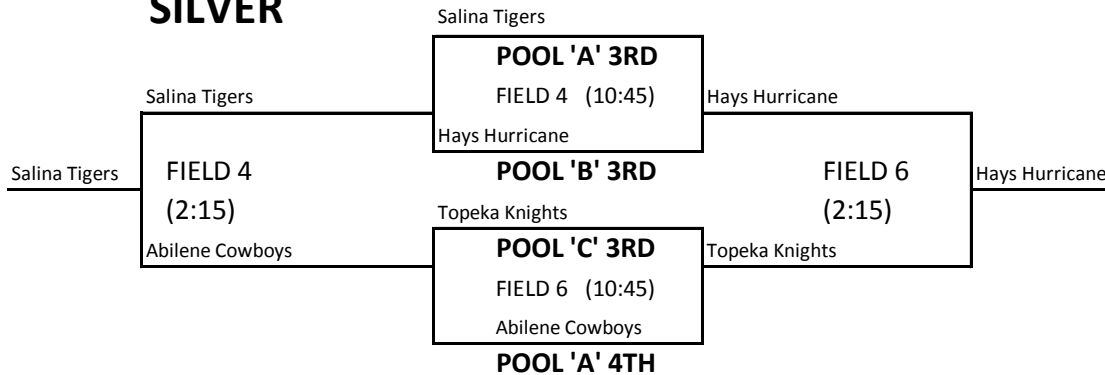 SILVER
Salina Tigers
POOL 'A' 3RD
Salina Tigers
FIELD 4 (10:45)
Hays Hurricane
Hays Hurricane
Salina Tigers
FIELD 4
POOL 'B' 3RD
FIELD 6
Hays Hurricane
(2:15)
Topeka Knights
(2:15)
Abilene Cowboys
POOL 'C' 3RD
Topeka Knights
FIELD 6 (10:45)
Abilene Cowboys
POOL 'A' 4TH